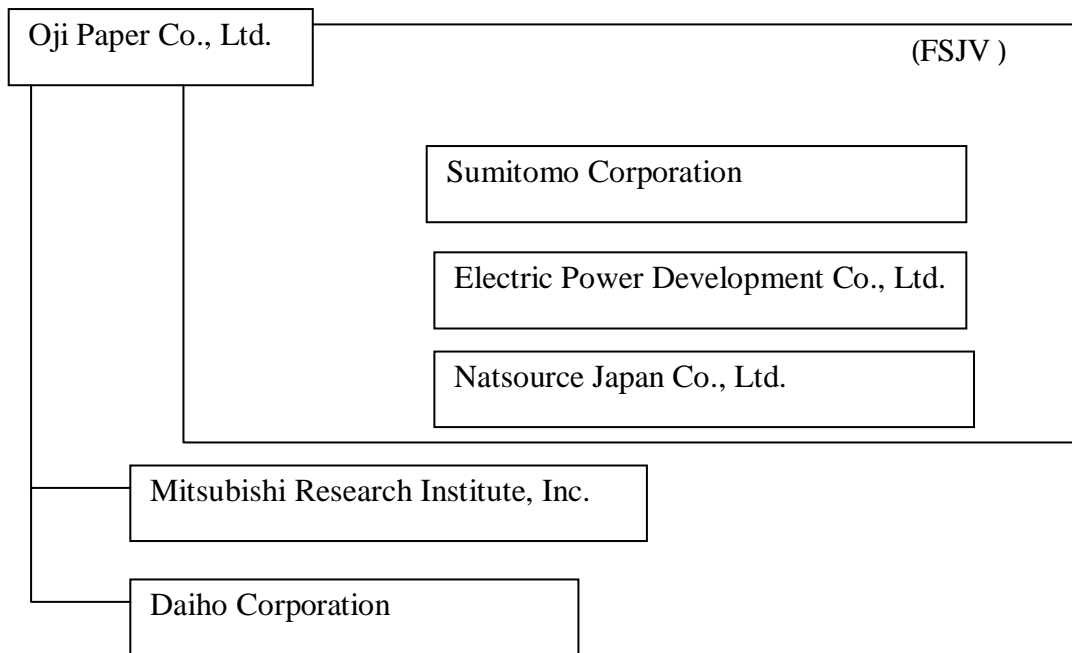 Oji Paper Co., Ltd.
(FSJV )
Sumitomo Corporation
Electric Power Development Co., Ltd.
Natsource Japan Co., Ltd.
Mitsubishi Research Institute, Inc.
Daiho Corporation